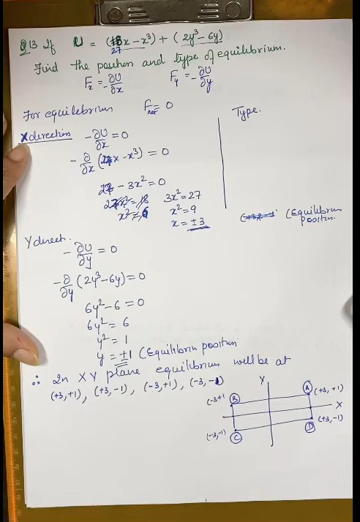 Q13 If U = (18x - x³) + (2y³ - 6y)
27
Find the position and type of equilibrium.
Fx = -∂U/∂x Fy = -∂U/∂y
For equilibrium Fnet = 0
Type.
X direction -∂U/∂x = 0
-∂/∂x (27x - x³) = 0
27 - 3x² = 0
3x² = 27
x² = 9
x = ±3
(Equilibrium position.
Y direct. -∂U/∂y = 0
-∂/∂y (2y³ - 6y) = 0
6y² - 6 = 0
6y² = 6
y² = 1
y = ±1 (Equilibrium position
∴ In XY plane equilibrium will be at
(+3, +1), (+3, -1), (-3, +1), (-3, -1)
Y
(-3+1) B A (+3, +1)
X
(-3, -1) C D (+3, -1)